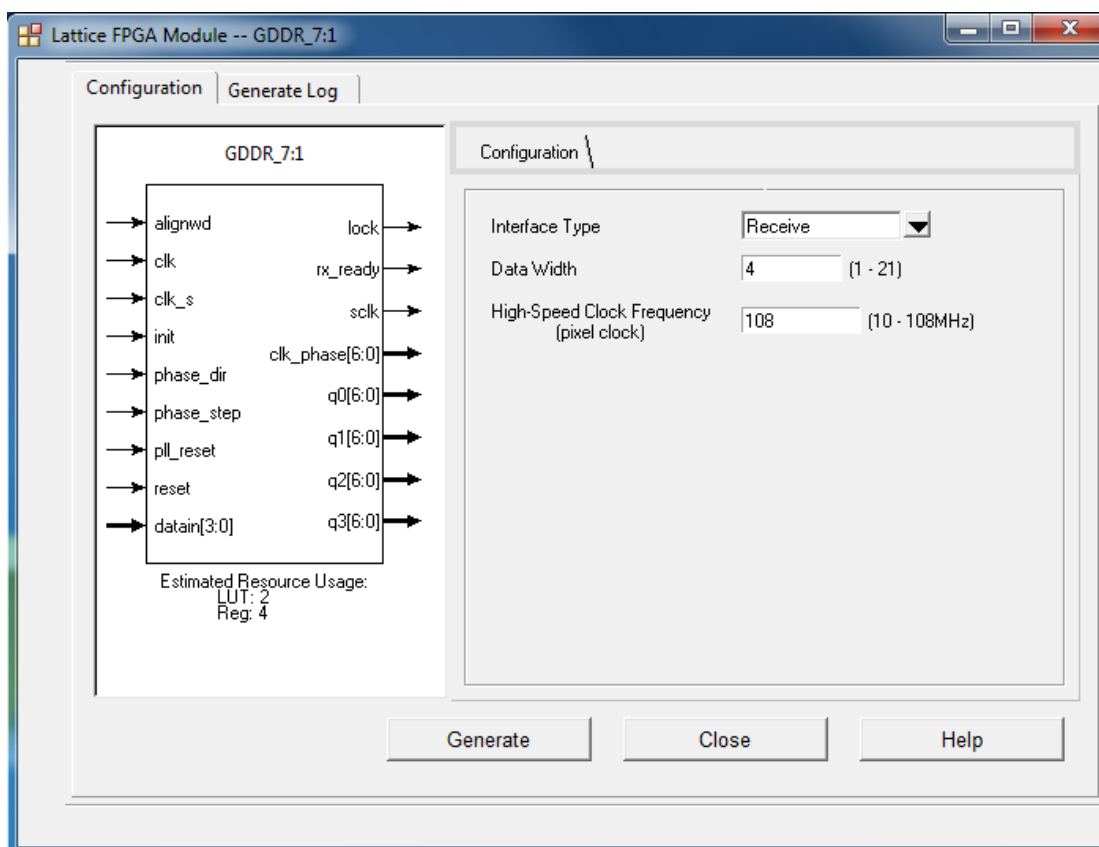 Lattice FPGA Module -- GDDR_7:1
Configuration
Generate Log
GDDR_7:1
alignwd
clk
clk_s
init
phase_dir
phase_step
pll_reset
reset
datain[3:0]
lock
rx_ready
sclk
clk_phase[6:0]
q0[6:0]
q1[6:0]
q2[6:0]
q3[6:0]
Estimated Resource Usage:
LUT: 2
Reg: 4
Configuration
Interface Type Receive
Data Width 4 (1 - 21)
High-Speed Clock Frequency 108 (10 - 108MHz)
(pixel clock)
Generate Close Help